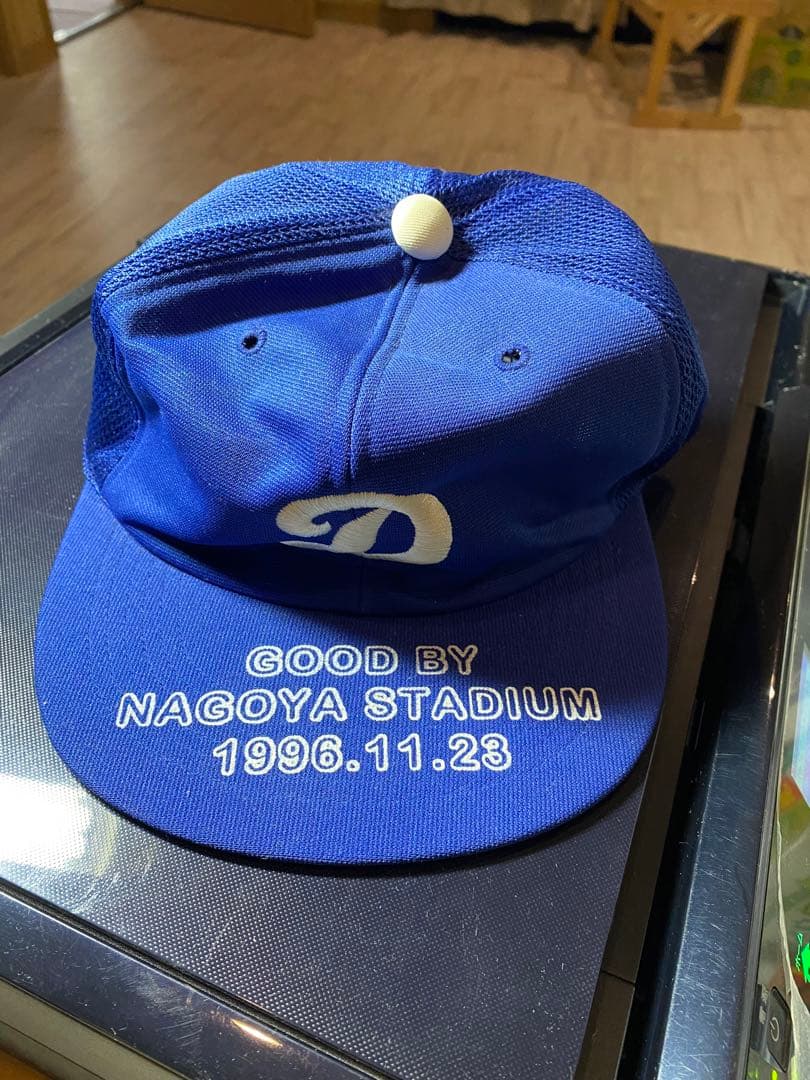 D
GOOD BY
NAGOYA STADIUM
1996.11.23